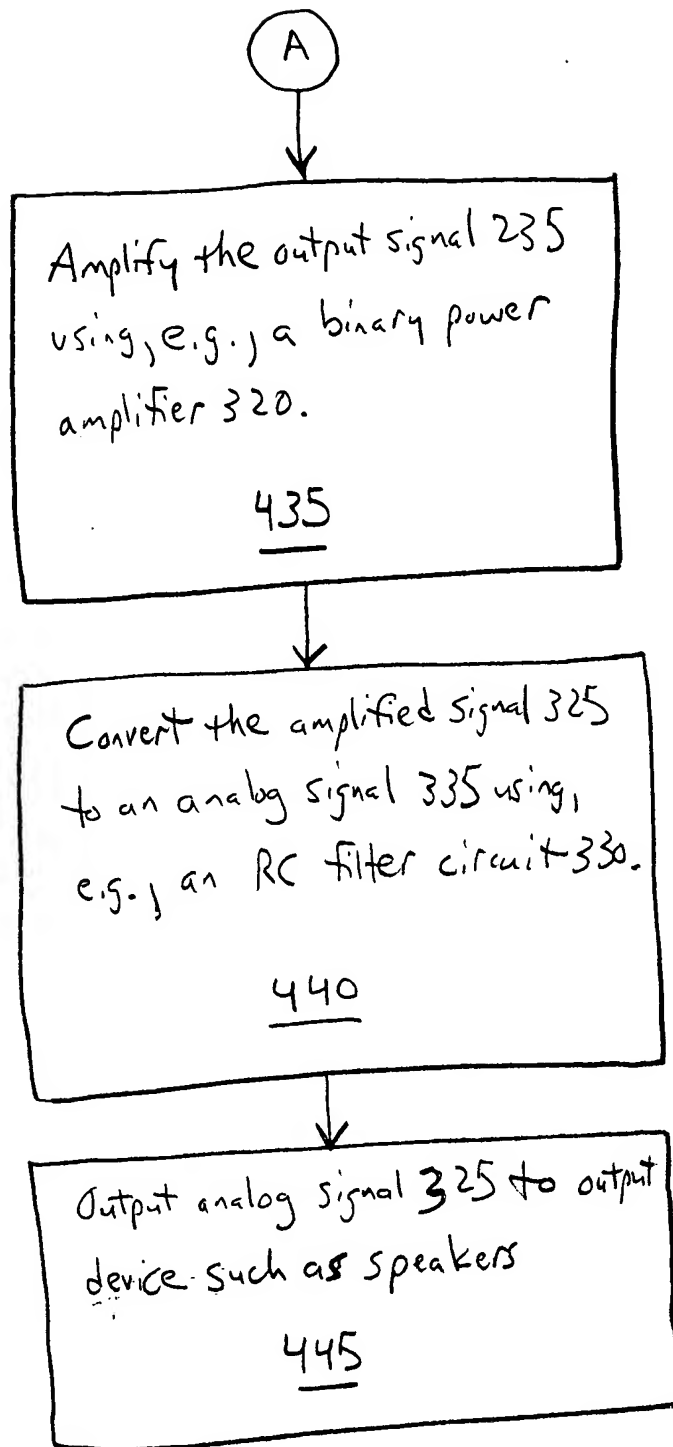 A
Amplify the output signal 235
using, e.g., a binary power
amplifier 320.
435
Convert the amplified signal 325
to an analog signal 335 using,
e.g., an RC filter circuit 330.
440
Output analog signal 325 to output
device such as speakers
445